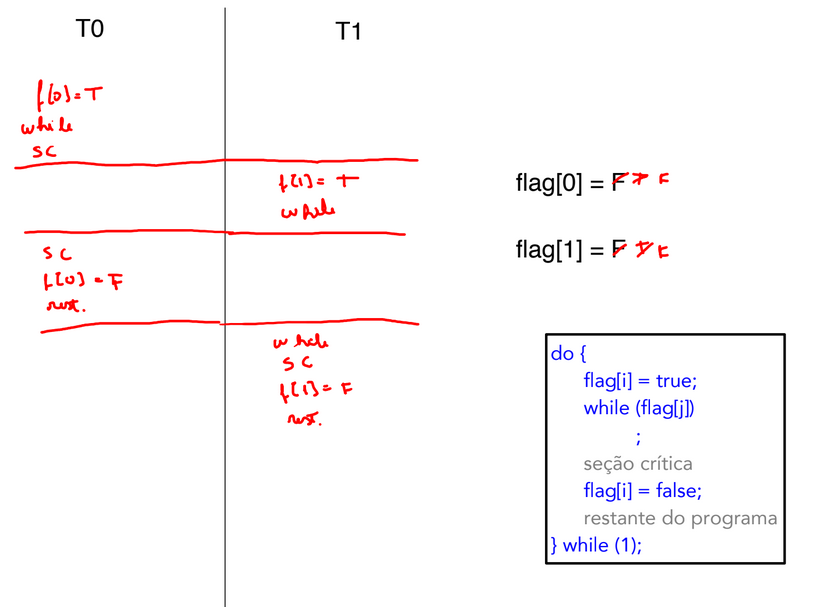 T0
T1
f[0]=T
while
SC
f[1]= T
while
SC
f[0] = F
rest.
while
SC
f[1]= F
rest.
flag[0] = F T F
flag[1] = F T F
do {
flag[i] = true;
while (flag[j])
;
seção crítica
flag[i] = false;
restante do programa
} while (1);